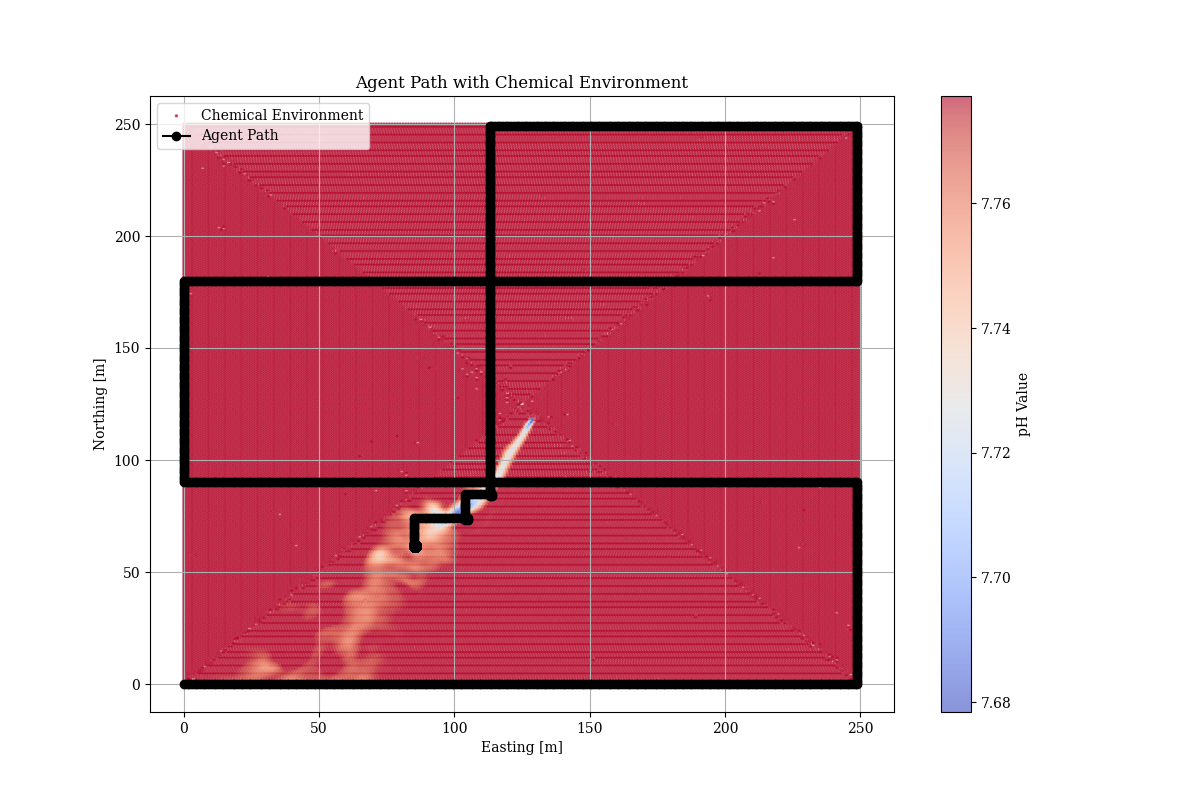 Agent Path with Chemical Environment
Chemical Environment
Agent Path
250
200
150
100
50
0
Northing [m]
0 50 100 150 200 250
Easting [m]
7.76
7.74
7.72
7.70
7.68
pH Value